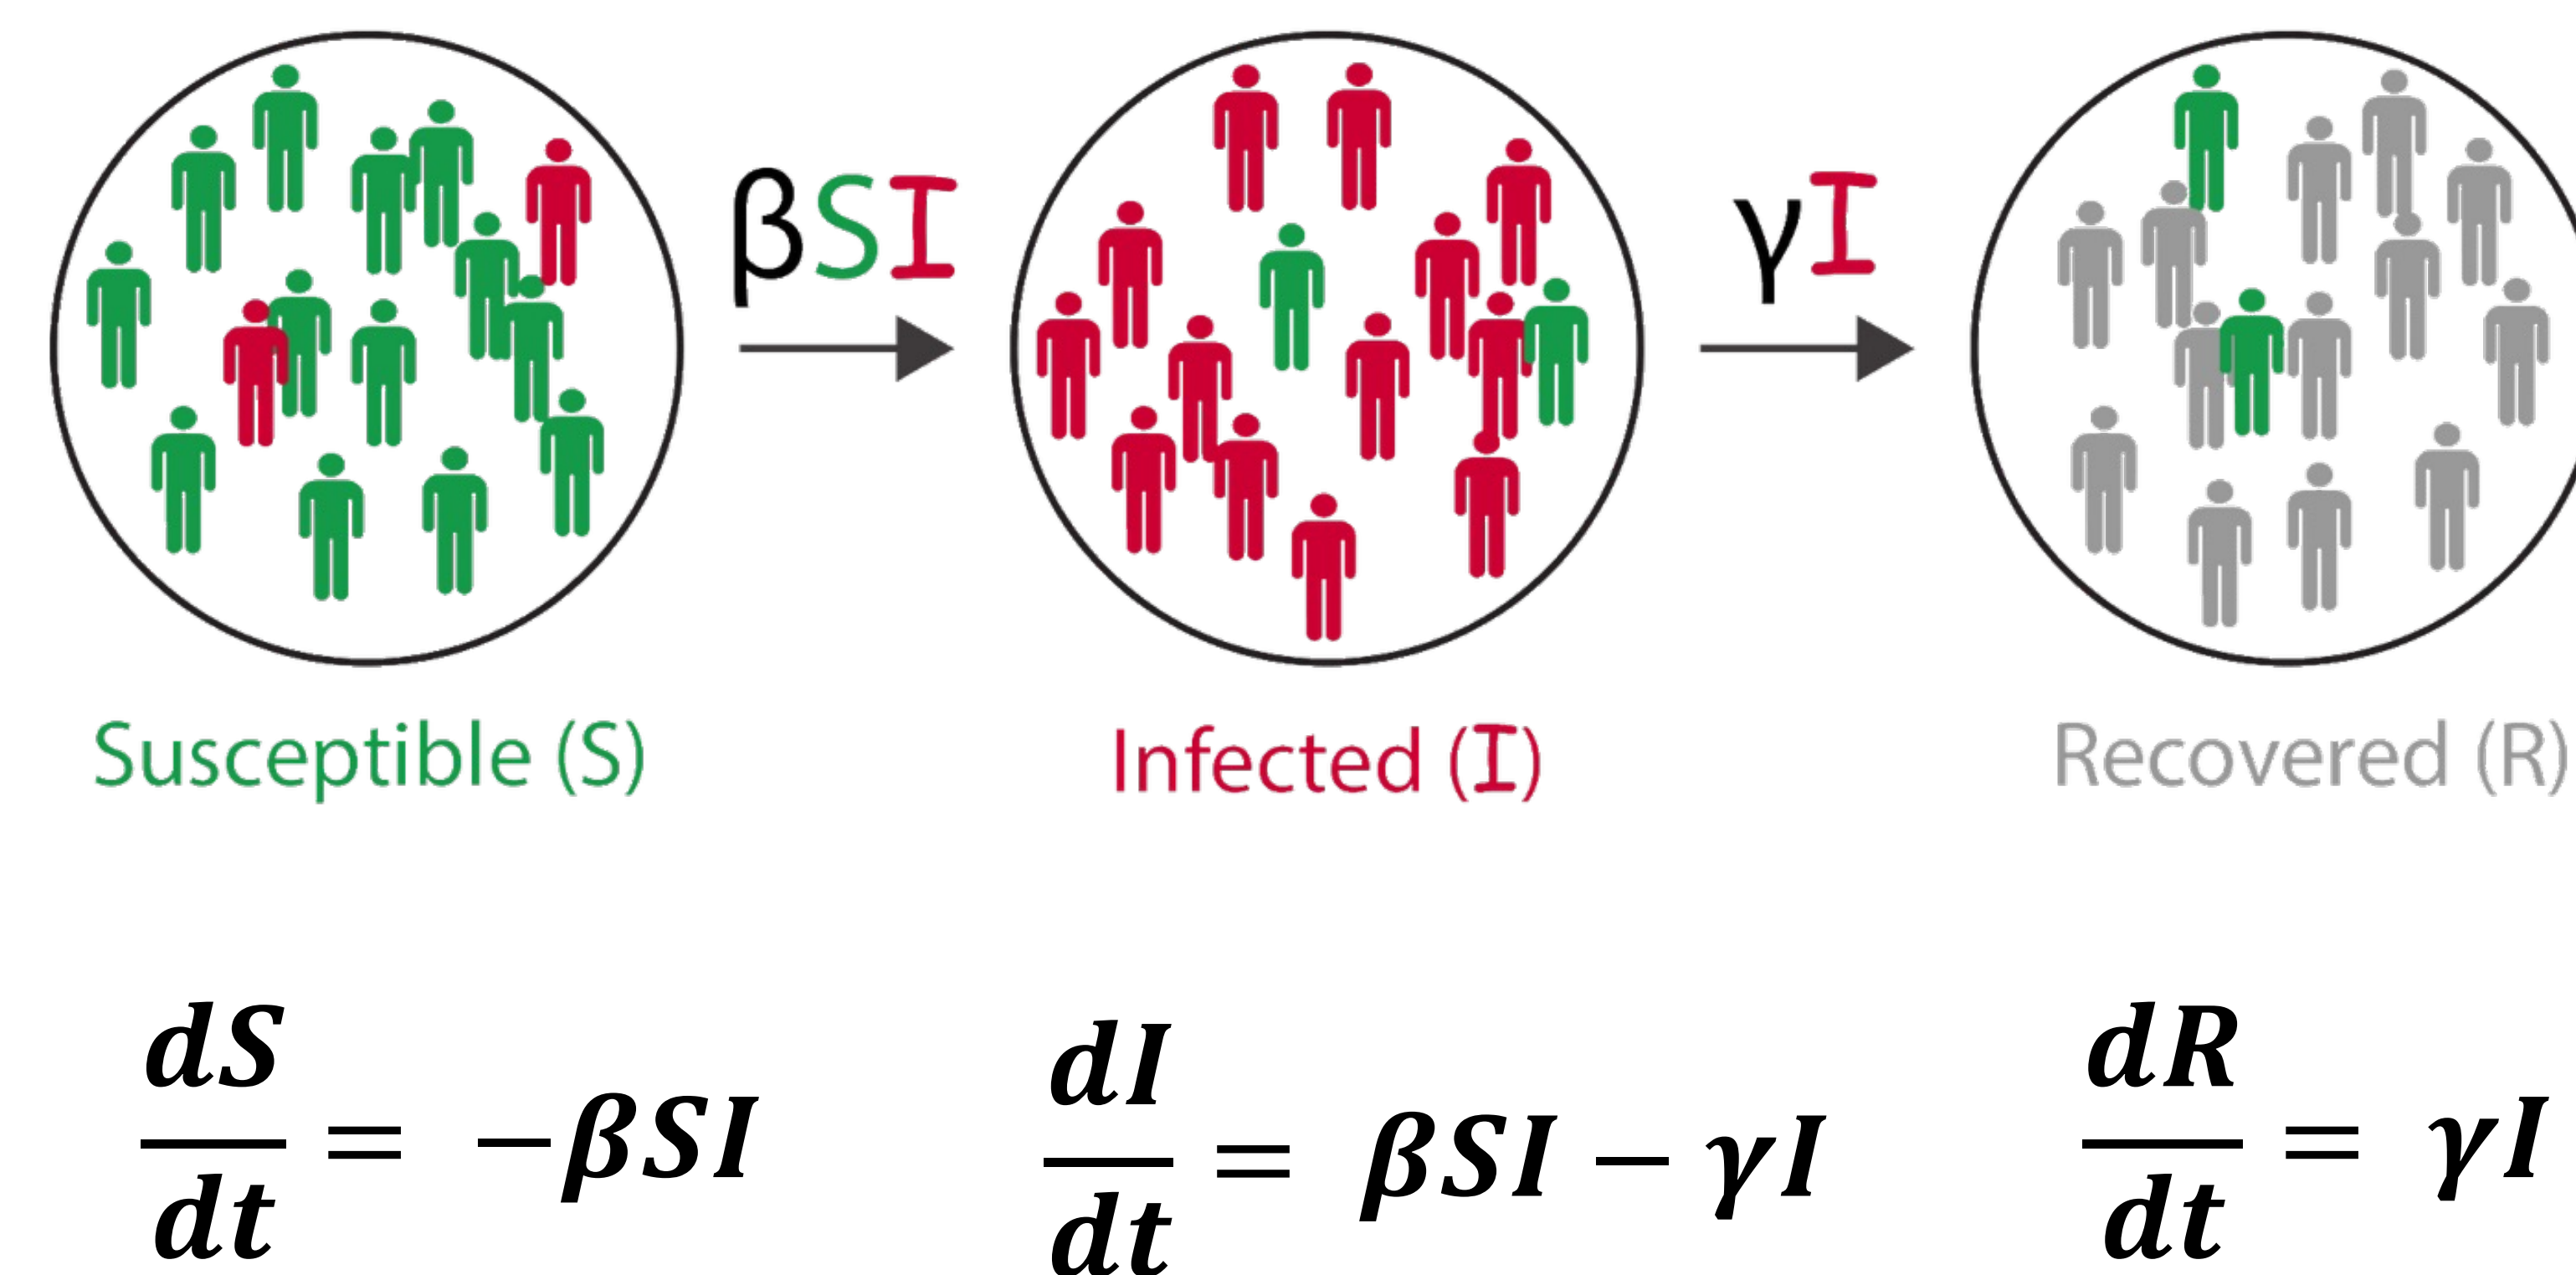 βSI
γI
Susceptible (S)
Infected (I)
Recovered (R)
dS/dt = −βSI
dI/dt = βSI − γI
dR/dt = γI